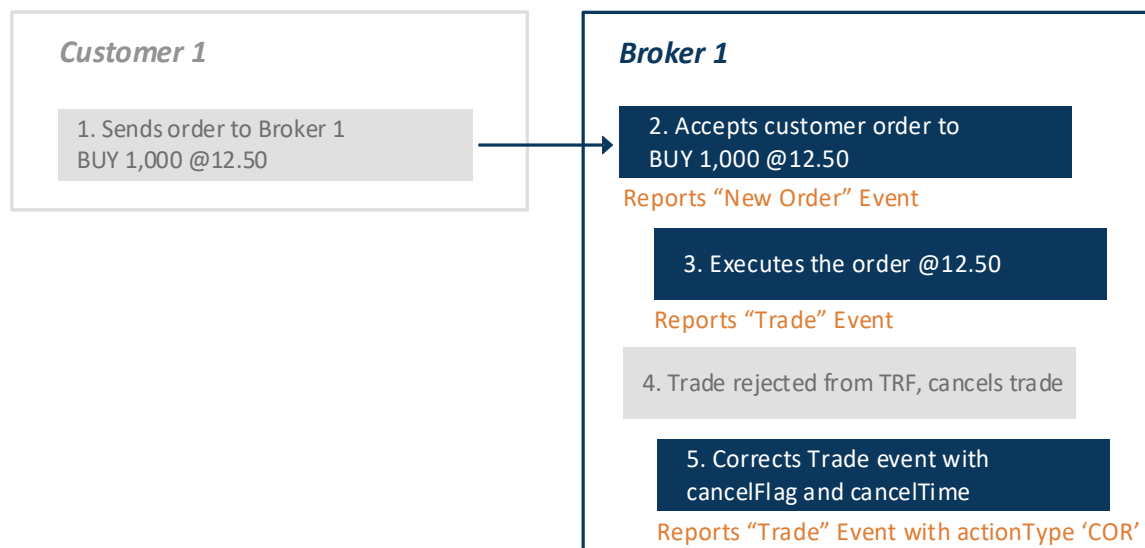 Customer 1
1. Sends order to Broker 1
BUY 1,000 @12.50
Broker 1
2. Accepts customer order to
BUY 1,000 @12.50
Reports “New Order” Event
3. Executes the order @12.50
Reports “Trade” Event
4. Trade rejected from TRF, cancels trade
5. Corrects Trade event with
cancelFlag and cancelTime
Reports “Trade” Event with actionType ‘COR’